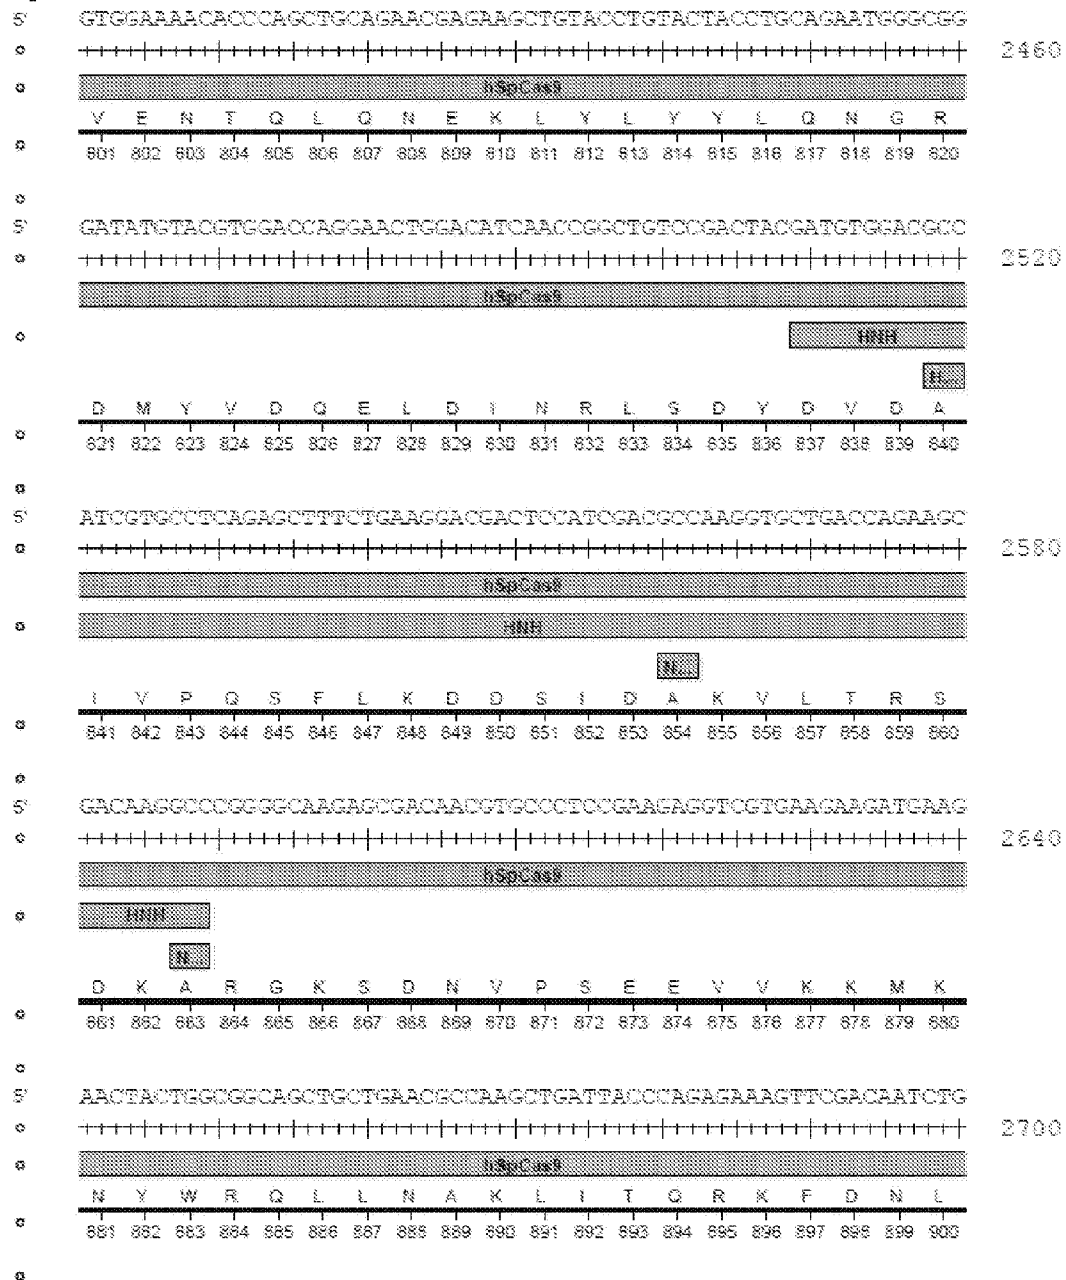 5' GTGGAAAACACCCAGCTGCAGAACGAGAAGCTGTACCTGTACTACCTGCAGAATGGGCGG
2460
hSpCas9
V E N T Q L Q N E K L Y L Y Y L Q N G R
801 802 803 804 805 806 807 808 809 810 811 812 813 814 815 816 817 818 819 820
5' GATATGTACGTGGACCAGGAACTGGACATCAACCGGCTGTCCGACTACGATGTGGACGCC
2520
hSpCas9
HNH
H...
D M Y V D Q E L D I N R L S D Y D V D A
821 822 823 824 825 826 827 828 829 830 831 832 833 834 835 836 837 838 839 840
5' ATCGTGCCTCAGAGCTTTCTGAAGGACGACTCCATCGACGCCAAGGTGCTGACCAGAAGC
2580
hSpCas9
HNH
N...
I V P Q S F L K D D S I D A K V L T R S
841 842 843 844 845 846 847 848 849 850 851 852 853 854 855 856 857 858 859 860
5' GACAAGGCCCGGGGCAAGAGCGACAACGTGCCCTCCGAAGAGGTCGTGAAGAAGATGAAG
2640
hSpCas9
HNH
N...
D K A R G K S D N V P S E E V V K K M K
861 862 863 864 865 866 867 868 869 870 871 872 873 874 875 876 877 878 879 880
5' AACTACTGGCGGCAGCTGCTGAACGCCAAGCTGATTACCCAGAGAAAGTTCGACAATCTG
2700
hSpCas9
N Y W R Q L L N A K L I T Q R K F D N L
881 882 883 884 885 886 887 888 889 890 891 892 893 894 895 896 897 898 899 900